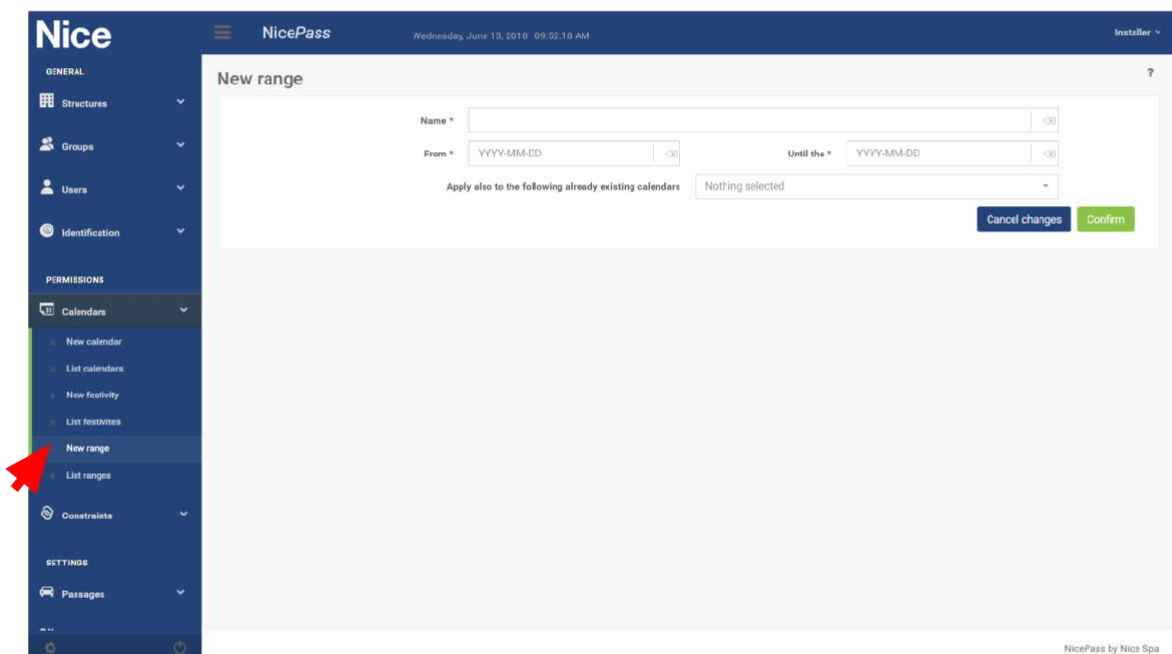 Nice
NicePass
Wednesday, June 13, 2018 09:52:18 AM
Installer
GENERAL
Structures
Groups
Users
Identification
PERMISSIONS
Calendars
New calendar
List calendars
New festivity
List festivites
New range
List ranges
Constraints
SETTINGS
Passages
New range
?
Name *
From *
YYYY-MM-DD
Until the *
YYYY-MM-DD
Apply also to the following already existing calendars
Nothing selected
Cancel changes
Confirm
NicePass by Nice Spa